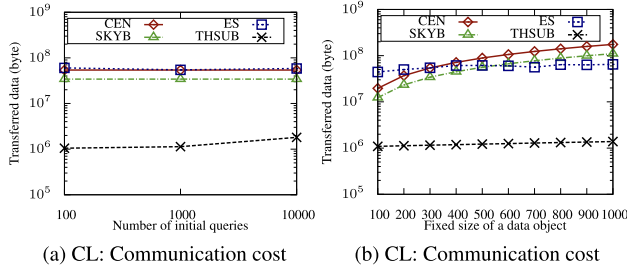 CEN ES
SKYB THSUB
10^9
10^8
10^7
10^6
10^5
Transferred data (byte)
100 1000 10000
Number of initial queries
(a) CL: Communication cost
CEN ES
SKYB THSUB
10^9
10^8
10^7
10^6
10^5
Transferred data (byte)
100 200 300 400 500 600 700 800 900 1000
Fixed size of a data object
(b) CL: Communication cost